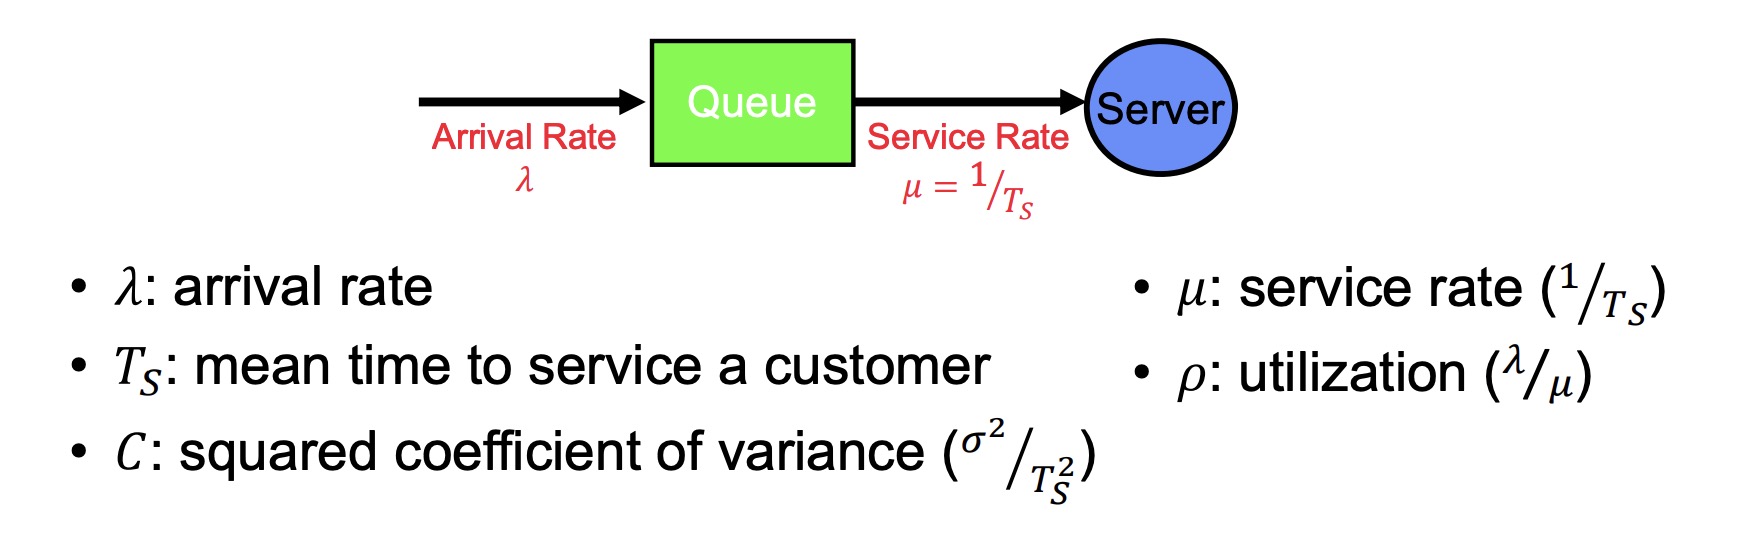 Queue
Server
Arrival Rate
λ
Service Rate
μ = 1/T_S
• λ: arrival rate
• T_S: mean time to service a customer
• C: squared coefficient of variance (σ²/T_S²)
• μ: service rate (1/T_S)
• ρ: utilization (λ/μ)